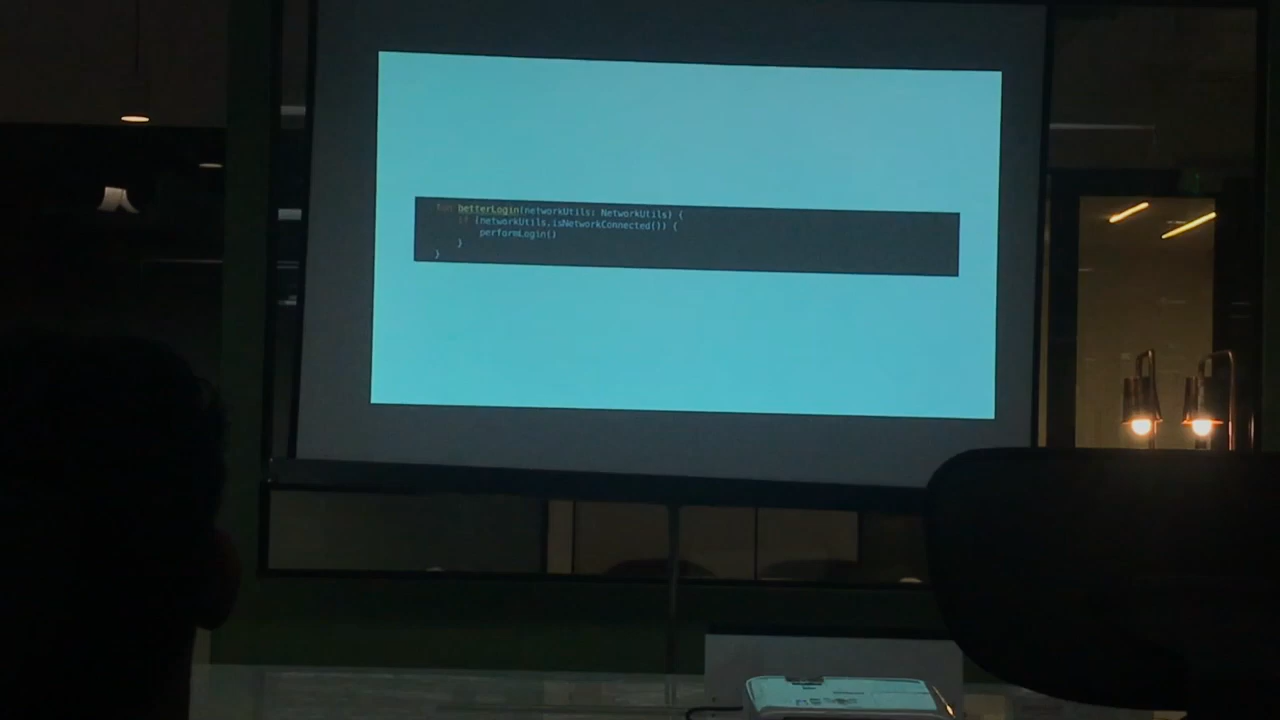 fun betterLogin(networkUtils: NetworkUtils) {
if (networkUtils.isNetworkConnected()) {
performLogin()
}
}